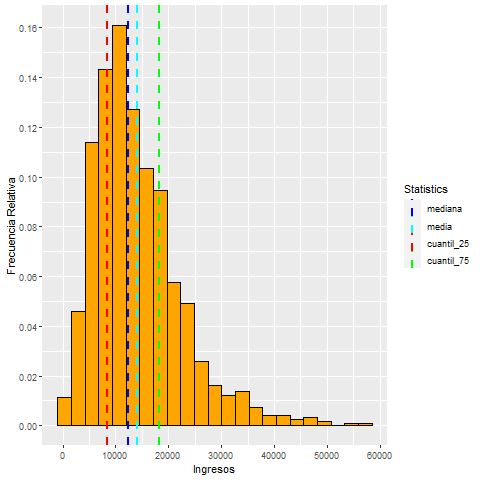 0.16
0.14
0.12
0.10
0.08
0.06
0.04
0.02
0.00
Frecuencia Relativa
0 10000 20000 30000 40000 50000 60000
Ingresos
Statistics
mediana
media
cuantil_25
cuantil_75